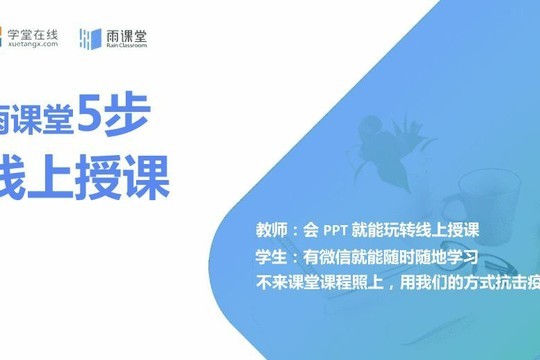 学堂在线
xuetangx.com
雨课堂
Rain Classroom
雨课堂5步
线上授课
教师：会 PPT 就能玩转线上授课
学生：有微信就能随时随地学习
不来课堂课程照上，用我们的方式抗击疫